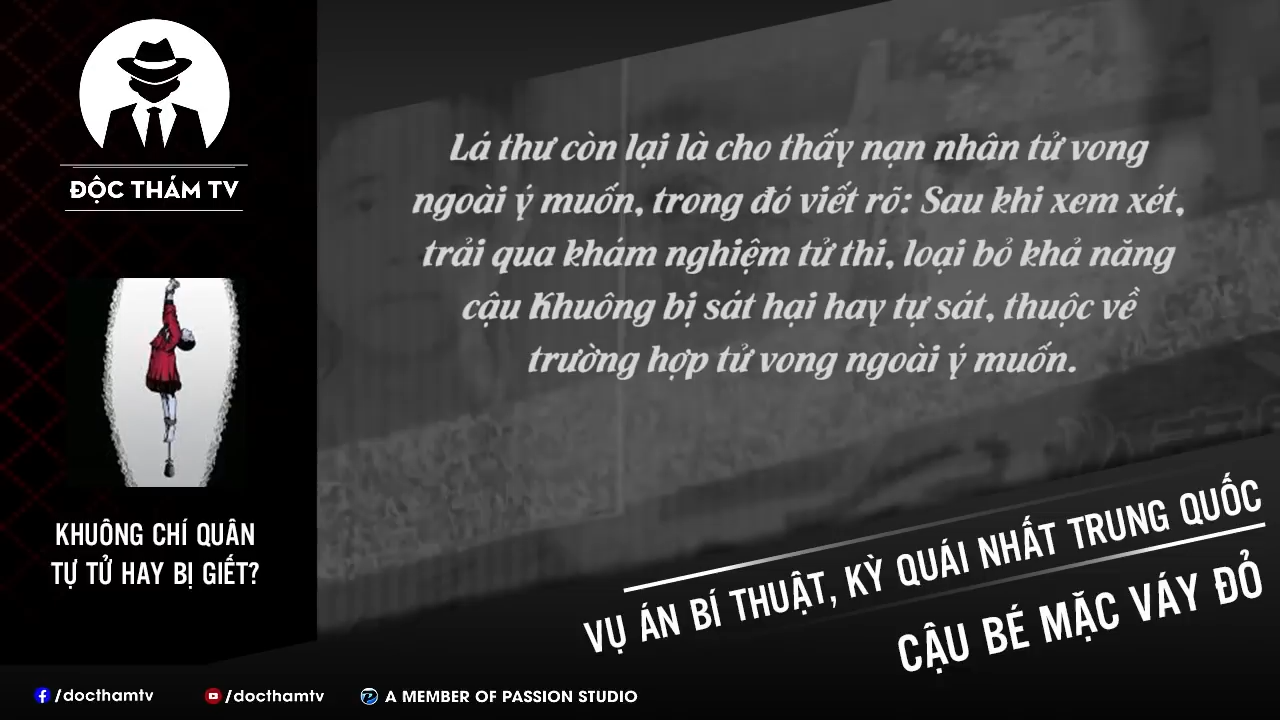 ĐỘC THÁM TV
KHUÔNG CHÍ QUÂN
TỰ TỬ HAY BỊ GIẾT?
Lá thư còn lại là cho thấy nạn nhân tử vong
ngoài ý muốn, trong đó viết rõ: Sau khi xem xét,
trải qua khám nghiệm tử thi, loại bỏ khả năng
cậu Khuông bị sát hại hay tự sát, thuộc về
trường hợp tử vong ngoài ý muốn.
VỤ ÁN BÍ THUẬT, KỲ QUÁI NHẤT TRUNG QUỐC
CẬU BÉ MẶC VÁY ĐỎ
/docthamtv
/docthamtv
A MEMBER OF PASSION STUDIO